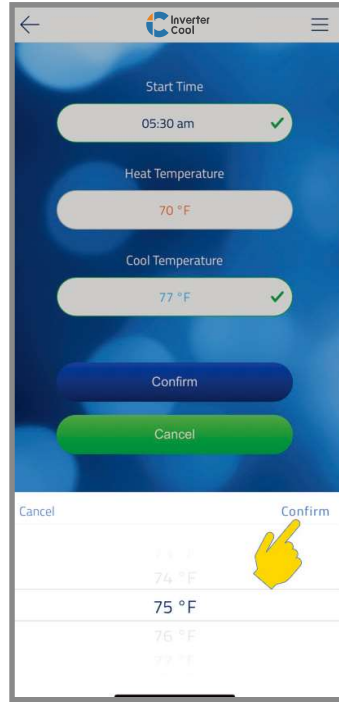 Inverter
Cool
Start Time
05:30 am
Heat Temperature
70 °F
Cool Temperature
77 °F
Confirm
Cancel
Cancel
Confirm
74 °F
75 °F
76 °F
77 °F